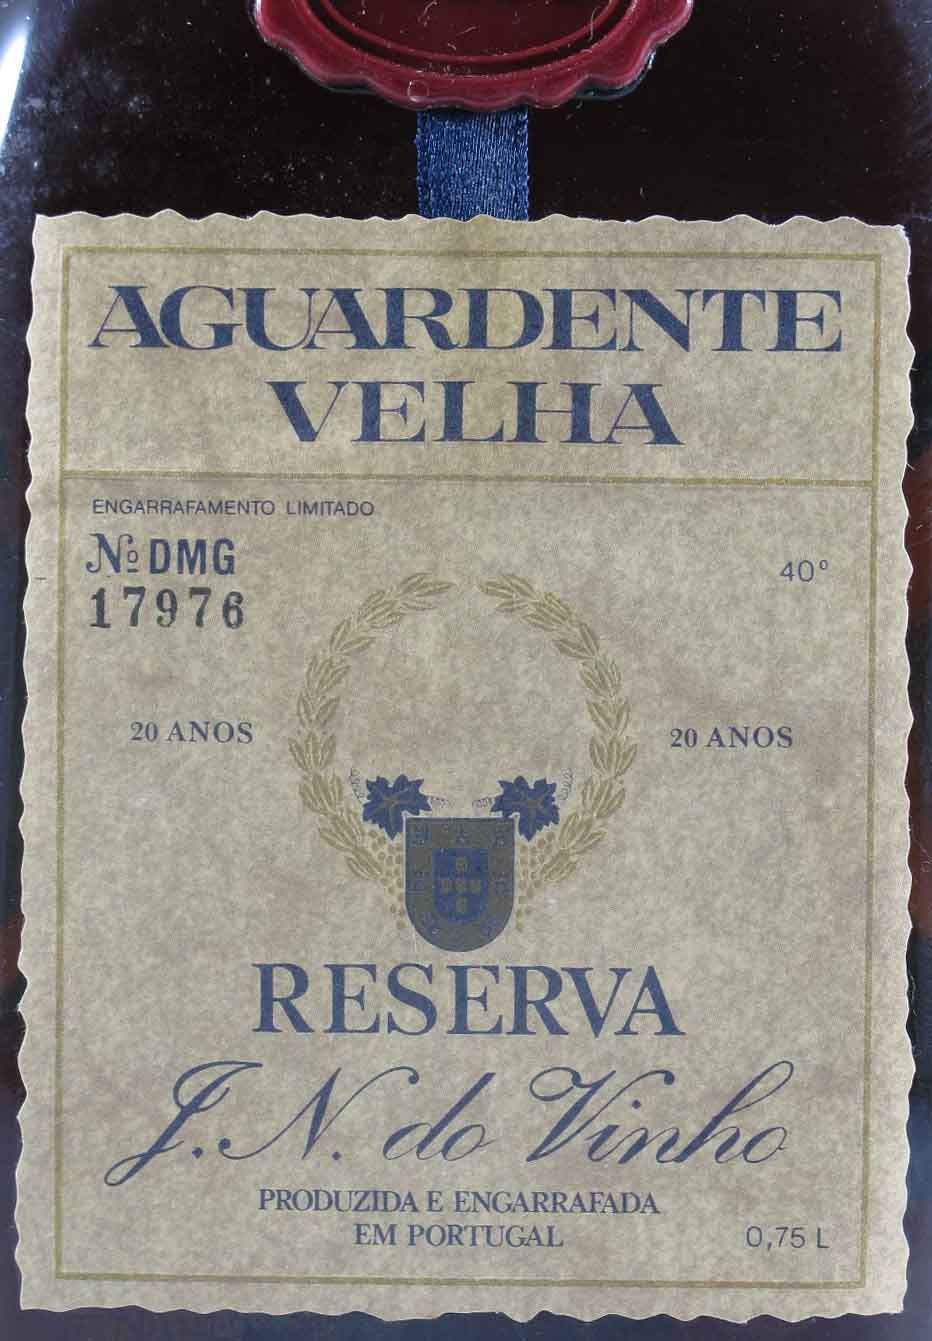 AGUARDENTE
VELHA
ENGARRAFAMENTO LIMITADO
Nº DMG
17976
40º
20 ANOS
20 ANOS
RESERVA
J. N. do Vinho
PRODUZIDA E ENGARRAFADA
EM PORTUGAL
0,75 L